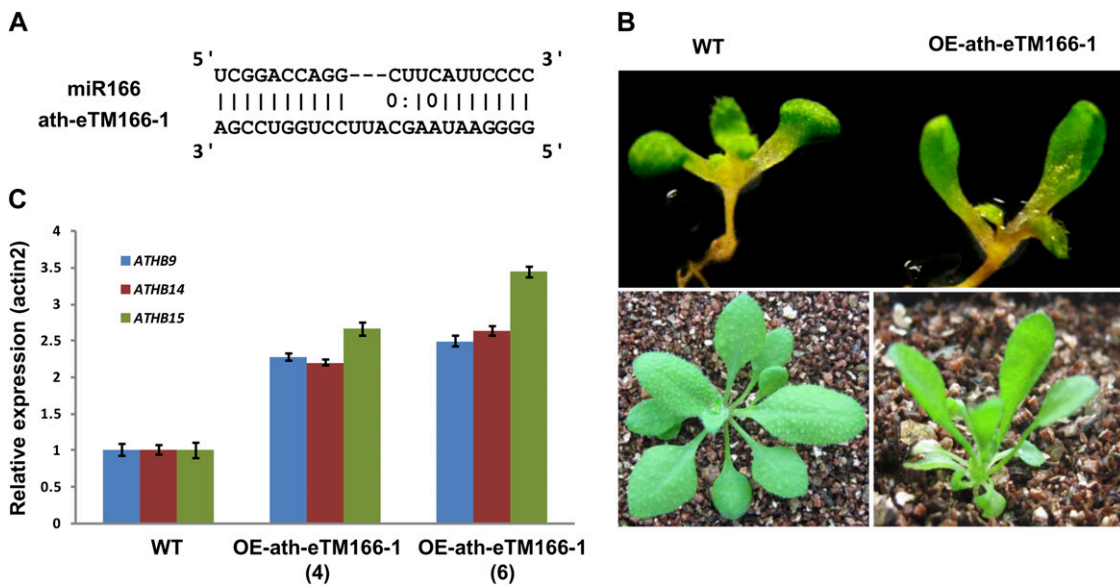 A
5' 3'
miR166 UCGGACCAGG---CUUCAUUCCCC
|||||||||| O:|O|||||||
ath-eTM166-1 AGCCUGGUCCUUACGAAUAAGGGG
3' 5'
B
WT OE-ath-eTM166-1
C
Relative expression (actin2)
4
3.5
3
2.5
2
1.5
1
0.5
0
ATHB9
ATHB14
ATHB15
WT OE-ath-eTM166-1 OE-ath-eTM166-1
(4) (6)